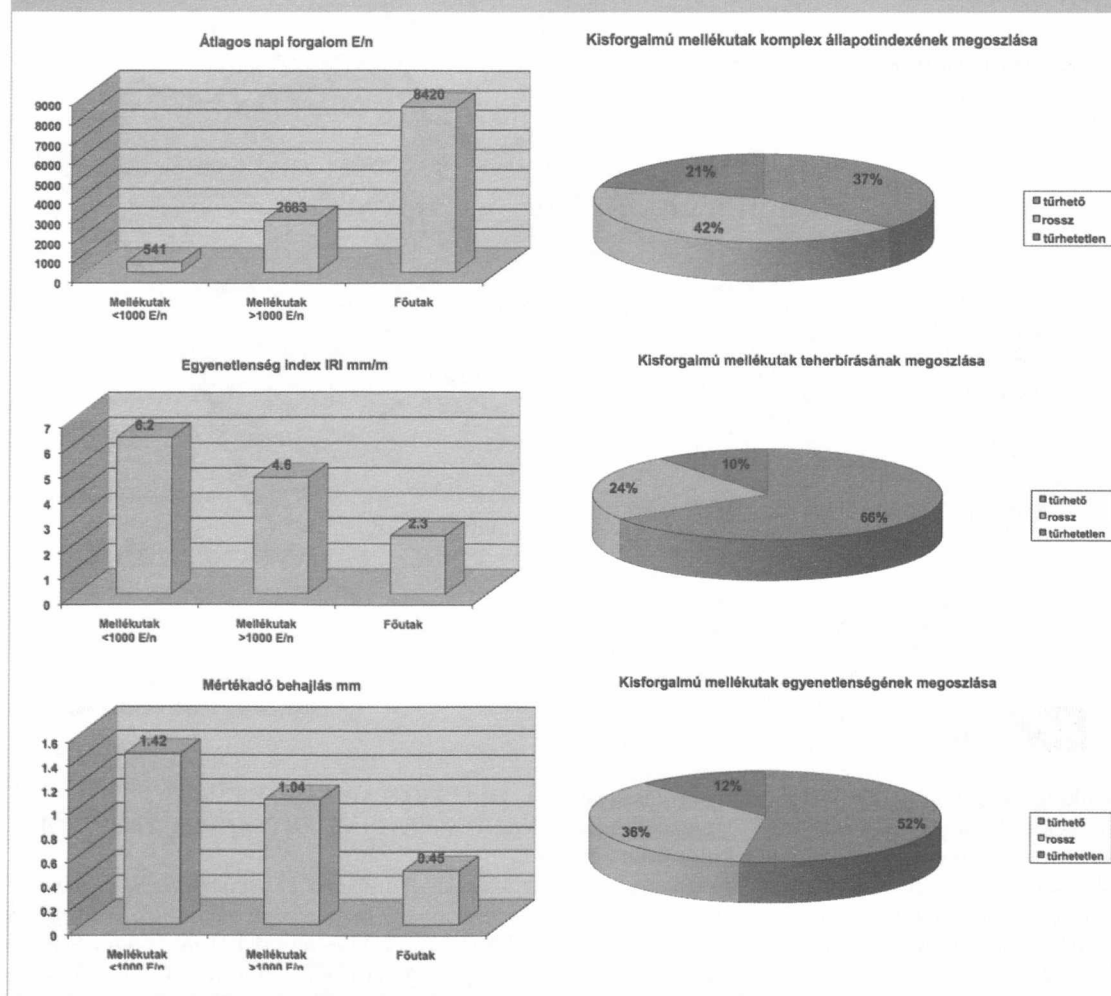 Átlagos napi forgalom E/n
9000
8000
7000
6000
5000
4000
3000
2000
1000
0
541
2683
8420
Mellékutak
<1000 E/n
Mellékutak
>1000 E/n
Főutak
Kisforgalmú mellékutak komplex állapotindexének megoszlása
21%
37%
42%
tűrhető
rossz
tűrhetetlen
Egyenetlenség index IRI mm/m
7
6
5
4
3
2
1
0
6.2
4.6
2.3
Mellékutak
<1000 E/n
Mellékutak
>1000 E/n
Főutak
Kisforgalmú mellékutak teherbírásának megoszlása
10%
24%
66%
tűrhető
rossz
tűrhetetlen
Mértékadó behajlás mm
1.6
1.4
1.2
1
0.8
0.6
0.4
0.2
0
1.42
1.04
0.45
Mellékutak
<1000 E/n
Mellékutak
>1000 E/n
Főutak
Kisforgalmú mellékutak egyenetlenségének megoszlása
12%
36%
52%
tűrhető
rossz
tűrhetetlen